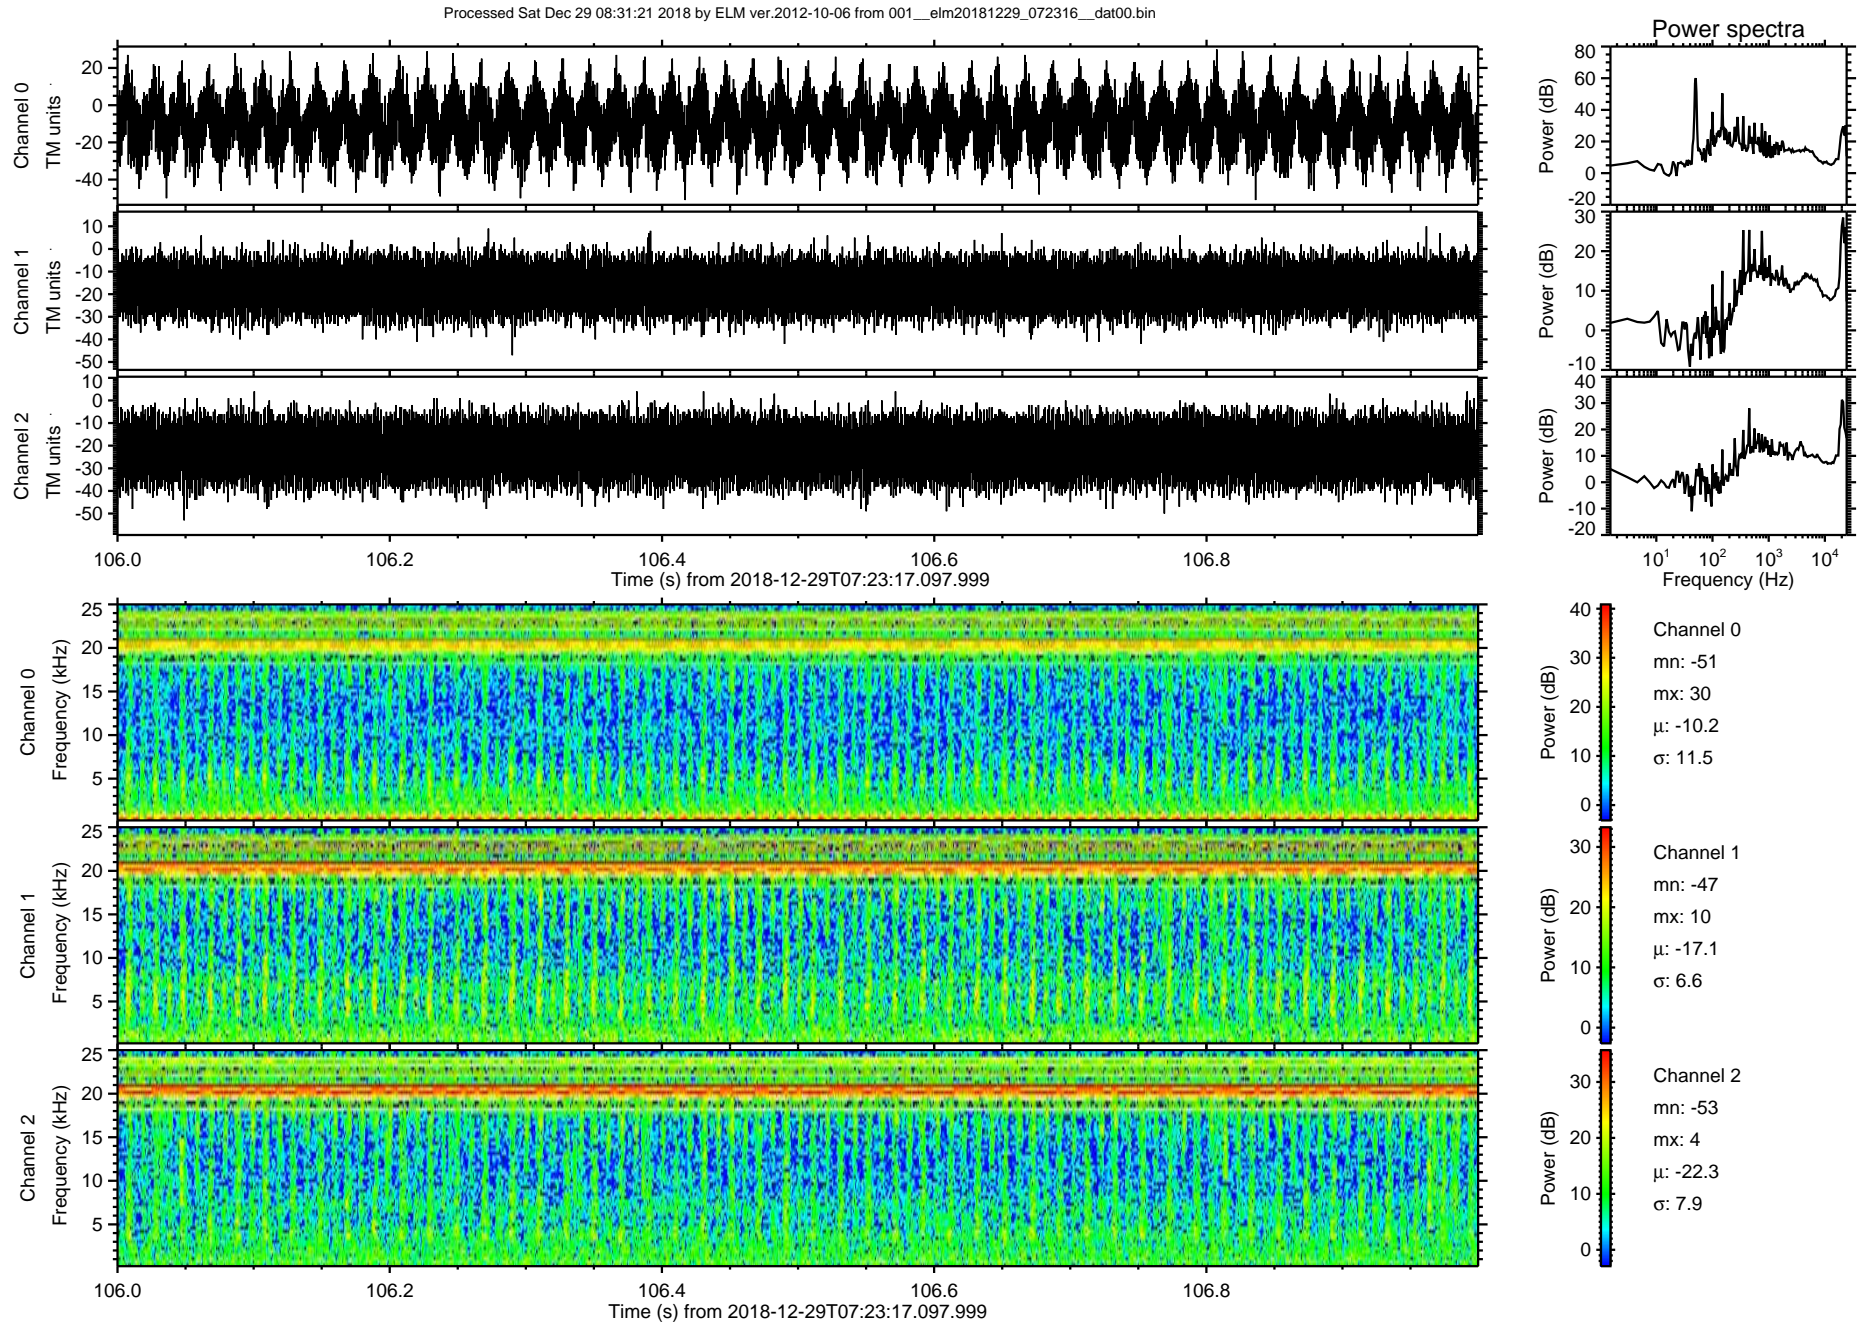 Processed Sat Dec 29 08:31:21 2018 by ELM ver.2012-10-06 from 001__elm20181229_072316__dat00.bin
Power spectra
Channel 0
TM units
20
0
-20
-40
Power (dB)
80
60
40
20
0
-20
Channel 1
TM units
10
0
-10
-20
-30
-40
-50
Power (dB)
30
20
10
0
-10
Channel 2
TM units
10
0
-10
-20
-30
-40
-50
Power (dB)
40
30
20
10
0
-10
-20
106.0 106.2 106.4 106.6 106.8
Time (s) from 2018-12-29T07:23:17.097.999
10^1 10^2 10^3 10^4
Frequency (Hz)
Channel 0
Frequency (kHz)
25
20
15
10
5
Power (dB)
40
30
20
10
0
Channel 0
mn: -51
mx: 30
μ: -10.2
σ: 11.5
Channel 1
Frequency (kHz)
25
20
15
10
5
Power (dB)
30
20
10
0
Channel 1
mn: -47
mx: 10
μ: -17.1
σ: 6.6
Channel 2
Frequency (kHz)
25
20
15
10
5
Power (dB)
30
20
10
0
Channel 2
mn: -53
mx: 4
μ: -22.3
σ: 7.9
106.0 106.2 106.4 106.6 106.8
Time (s) from 2018-12-29T07:23:17.097.999